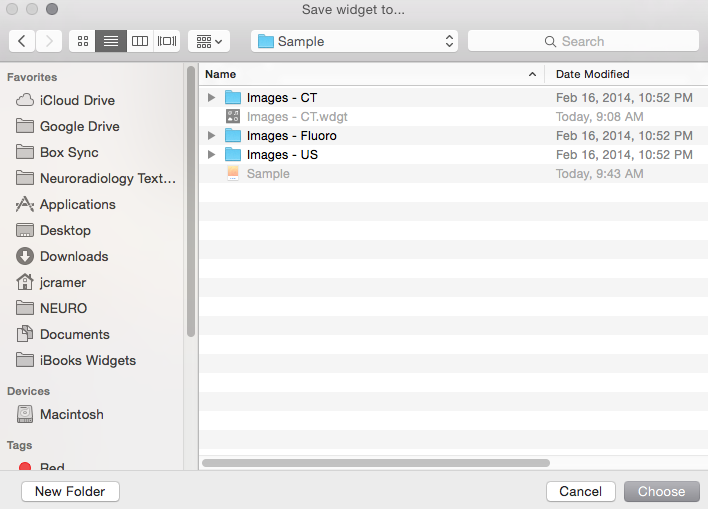 Save widget to...
Sample
Search
Favorites
iCloud Drive
Google Drive
Box Sync
Neuroradiology Text...
Applications
Desktop
Downloads
jcramer
NEURO
Documents
iBooks Widgets
Devices
Macintosh
Tags
Red
Name Date Modified
Images - CT Feb 16, 2014, 10:52 PM
Images - CT.wdgt Today, 9:08 AM
Images - Fluoro Feb 16, 2014, 10:52 PM
Images - US Feb 16, 2014, 10:52 PM
Sample Today, 9:43 AM
New Folder Cancel Choose